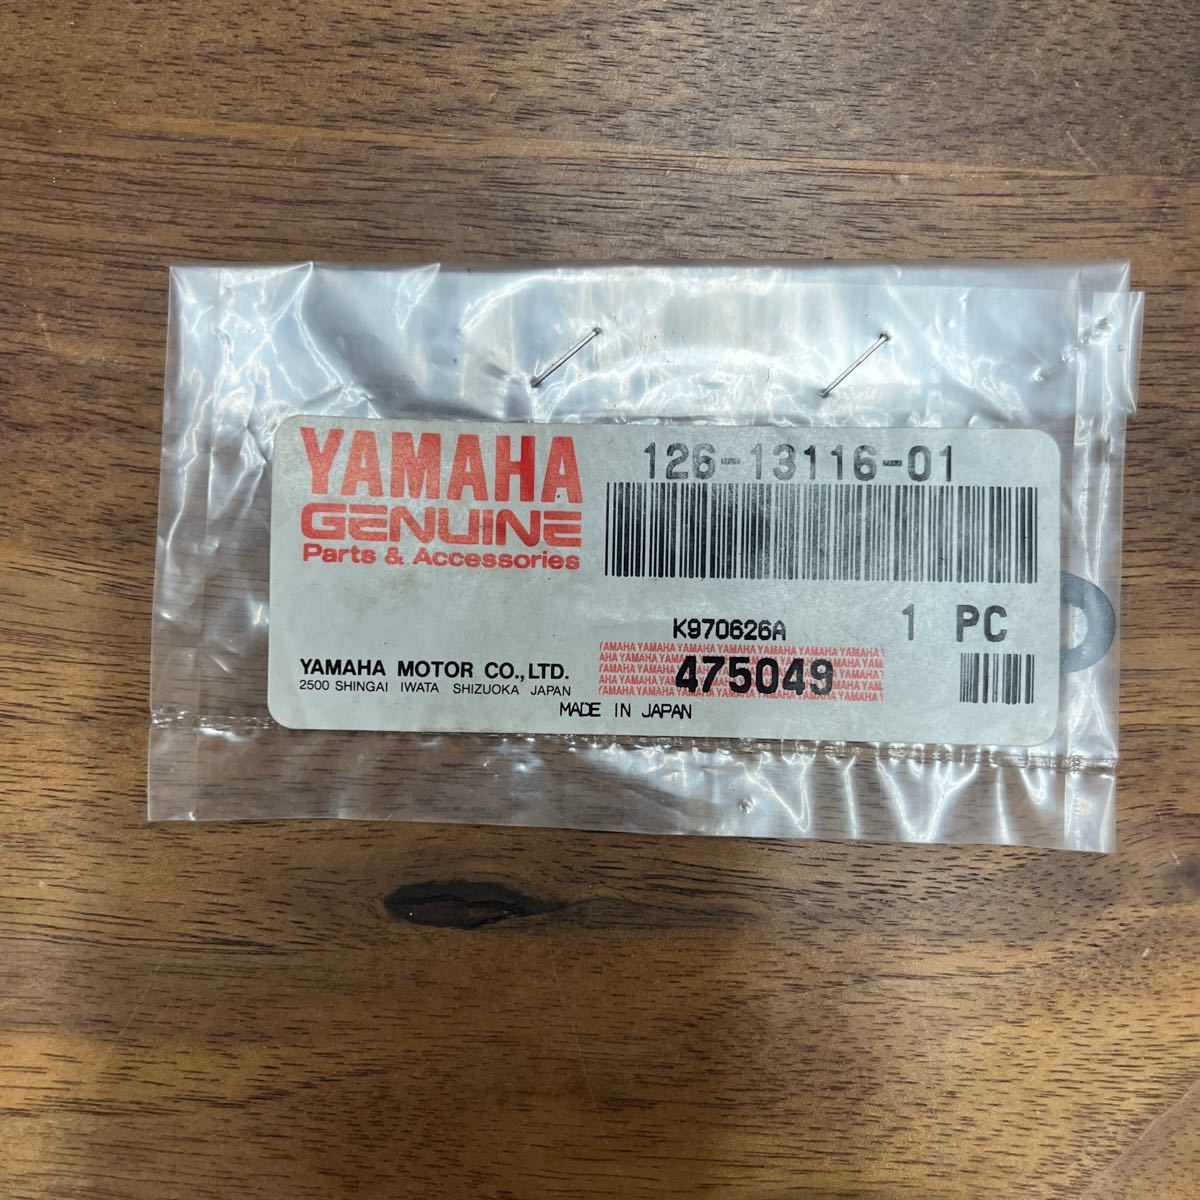 YAMAHA
GENUINE
Parts & Accessories
126-13116-01
K970626A
1 PC
YAMAHA MOTOR CO.,LTD.
2500 SHINGAI IWATA SHIZUOKA JAPAN
475049
MADE IN JAPAN